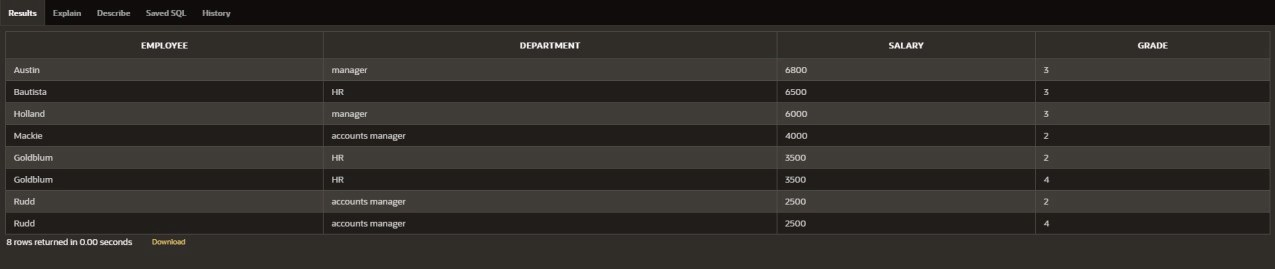 Results Explain Describe Saved SQL History
EMPLOYEE DEPARTMENT SALARY GRADE
Austin manager 6800 3
Bautista HR 6500 3
Holland manager 6000 3
Mackie accounts manager 4000 2
Goldblum HR 3500 2
Goldblum HR 3500 4
Rudd accounts manager 2500 2
Rudd accounts manager 2500 4
8 rows returned in 0.00 seconds Download